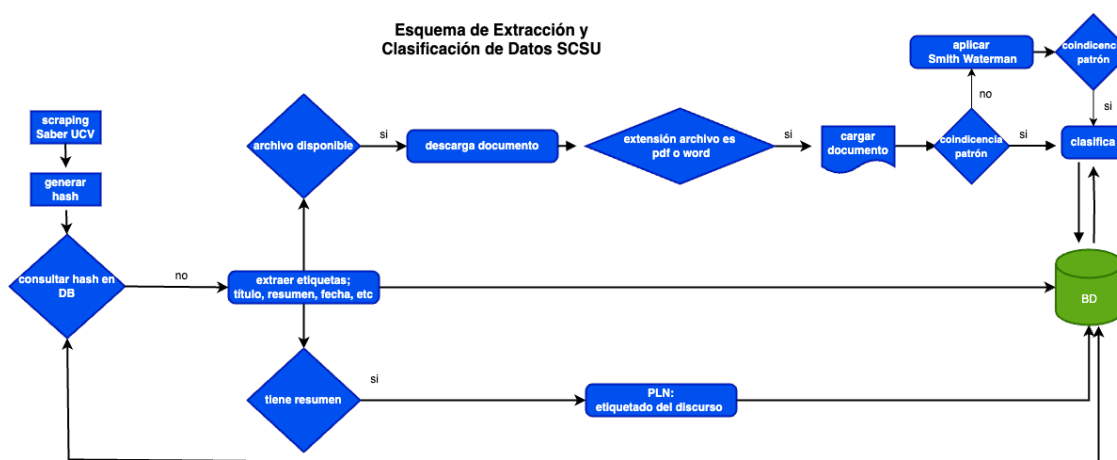 Esquema de Extracción y
Clasificación de Datos SCSU
aplicar
Smith Waterman
coindicencia
patrón
no
si
scraping
Saber UCV
generar
hash
consultar hash en
DB
no
archivo disponible
si
descarga documento
extensión archivo es
pdf o word
si
cargar
documento
coindicencia
patrón
si
clasifica
extraer etiquetas;
título, resumen, fecha, etc
BD
tiene resumen
si
PLN:
etiquetado del discurso